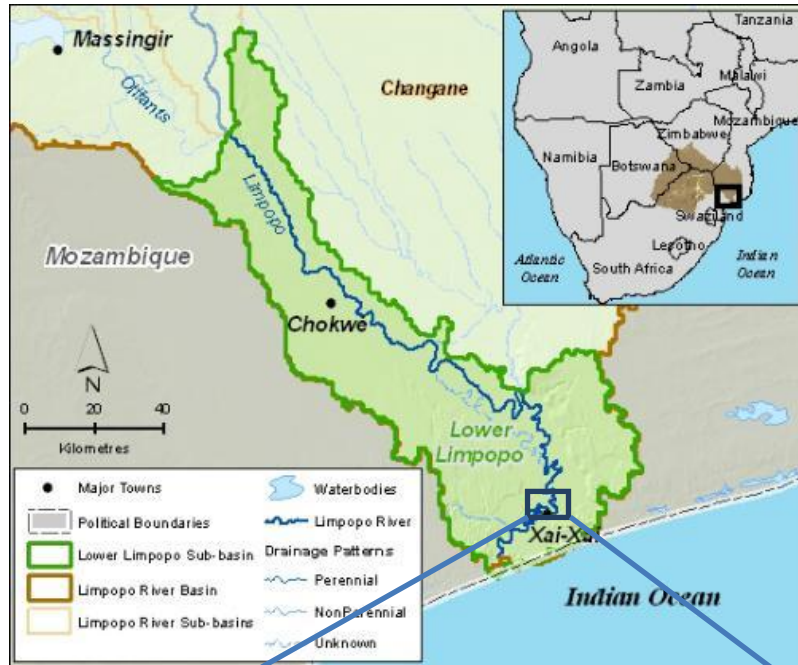 Massingir
Olifants
Changane
Limpopo
Mozambique
Chokwe
N
0 20 40
Kilometres
Lower
Limpopo
Xai-Xai
Indian Ocean
Tanzania
Angola
Zambia
Malawi
Mozambique
Zimbabwe
Namibia
Botswana
Swaziland
Lesotho
South Africa
Atlantic
Ocean
Indian
Ocean
Major Towns
Political Boundaries
Lower Limpopo Sub-basin
Limpopo River Basin
Limpopo River Sub-basins
Waterbodies
Limpopo River
Drainage Patterns
Perennial
NonPerennial
Unknown